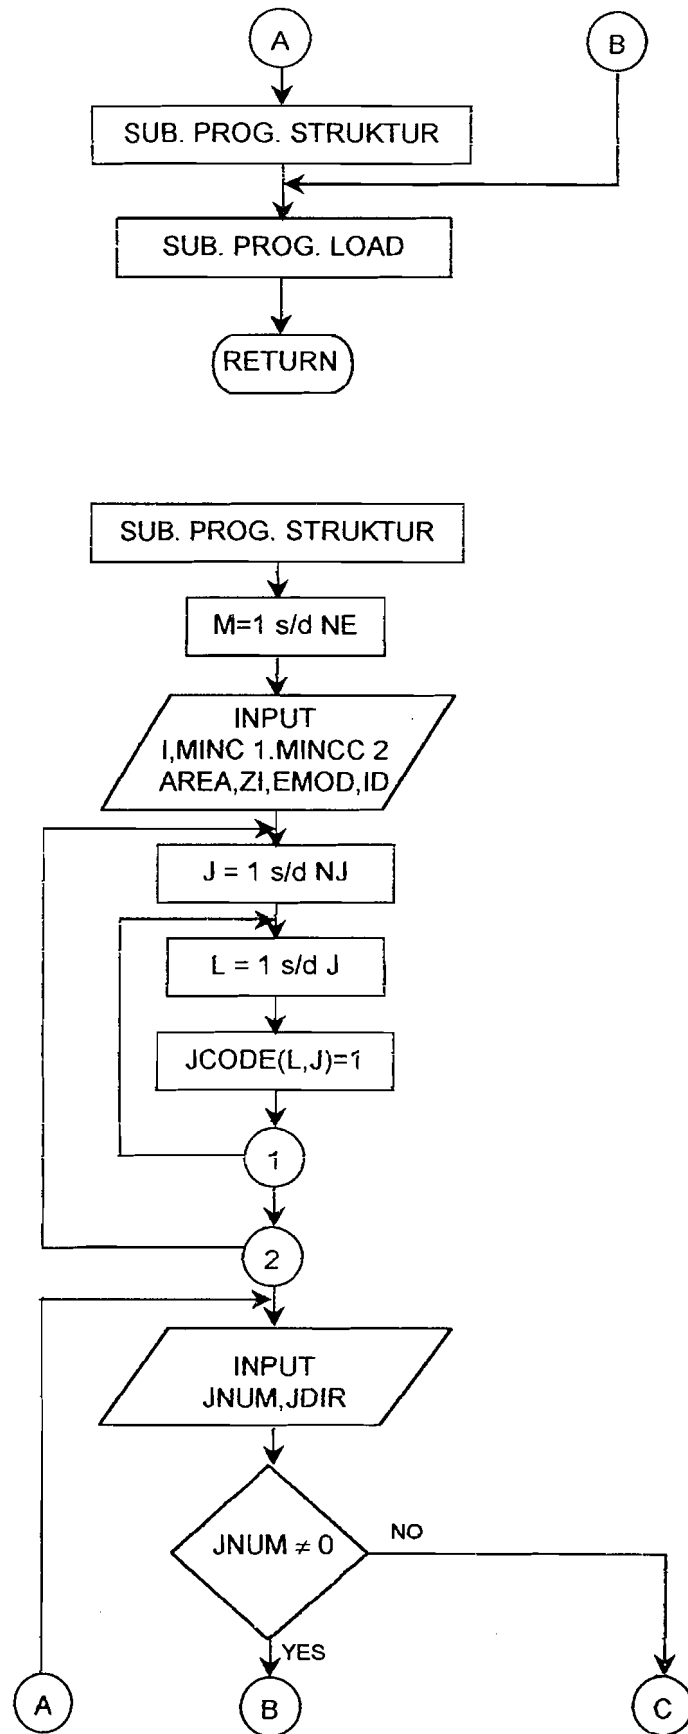 A
B
SUB. PROG. STRUKTUR
SUB. PROG. LOAD
RETURN
SUB. PROG. STRUKTUR
M=1 s/d NE
INPUT
I,MINC 1.MINCC 2
AREA,ZI,EMOD,ID
J = 1 s/d NJ
L = 1 s/d J
JCODE(L,J)=1
1
2
INPUT
JNUM,JDIR
JNUM ≠ 0
NO
YES
A
B
C